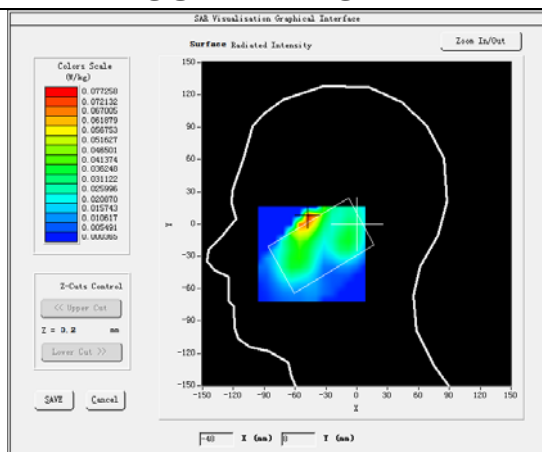 SAR Visualisation Graphical Interface
Surface Radiated Intensity
Zoom In/Out
Colors Scale
(W/kg)
0.077258
0.072132
0.067005
0.061879
0.056753
0.051627
0.046501
0.041374
0.036248
0.031122
0.025996
0.020870
0.015743
0.010617
0.005491
0.000365
150
120
90
60
30
0
-30
-60
-90
-120
-150
Y
-150 -120 -90 -60 -30 0 30 60 90 120 150
X
Z-Cuts Control
<< Upper Cut
Z = 3.2 mm
Lower Cut >>
SAVE Cancel
X (mm) Y (mm)